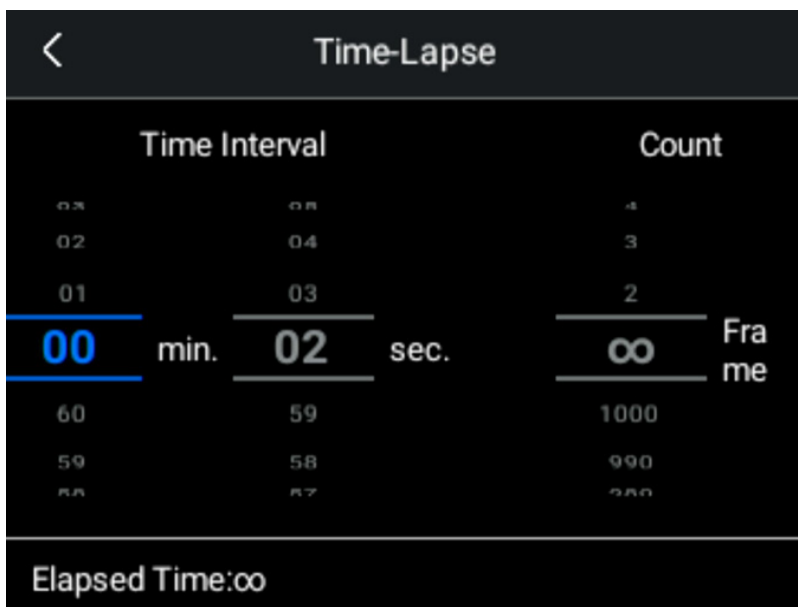 Time-Lapse
Time Interval Count
02 04 3
01 03 2
00 min. 02 sec. ∞ Fra
me
60 59 1000
59 58 990
Elapsed Time:∞